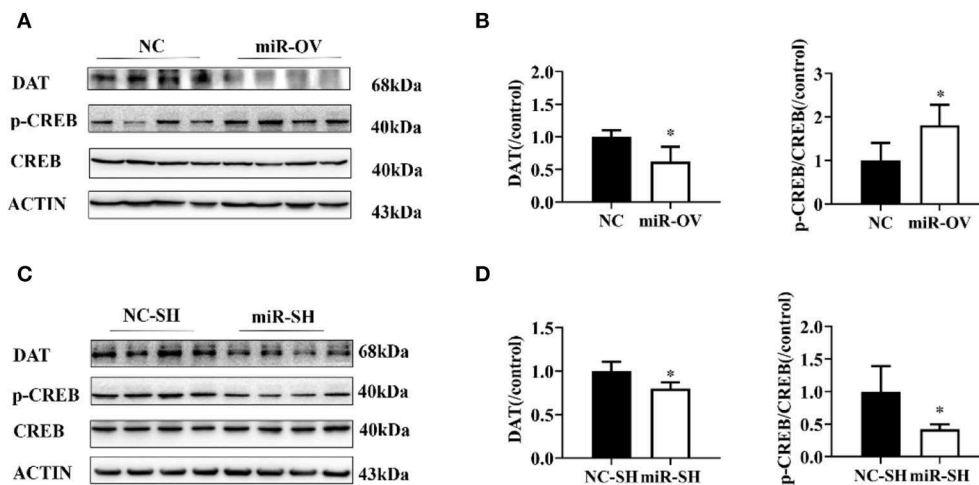 A
NC miR-OV
DAT 68kDa
p-CREB 40kDa
CREB 40kDa
ACTIN 43kDa
B
DAT(/control)
2.0
1.5
1.0
0.5
0.0
*
NC miR-OV
p-CREB/CREB(/control)
3
2
1
0
*
NC miR-OV
C
NC-SH miR-SH
DAT 68kDa
p-CREB 40kDa
CREB 40kDa
ACTIN 43kDa
D
DAT(/control)
1.5
1.0
0.5
0.0
*
NC-SH miR-SH
p-CREB/CREB(/control)
2.0
1.5
1.0
0.5
0.0
*
NC-SH miR-SH